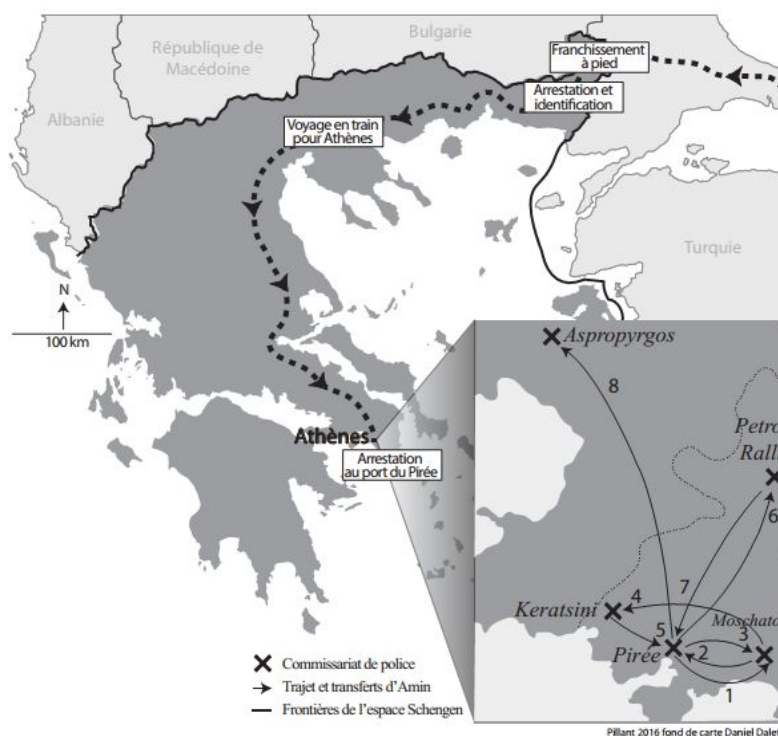 Bulgarie
République de
Macédoine
Franchissement
à pied
Arrestation et
identification
Albanie
Voyage en train
pour Athènes
Turquie
N
100 km
Aspropyrgos
8
Petro
Ralli
6
Athènes
Arrestation
au port du Pirée
7
4
Keratsini
Moschato
5
3
Pirée
2
1
Commissariat de police
Trajet et transferts d'Amin
Frontières de l'espace Schengen
Pillant 2016 fond de carte Daniel Dalet